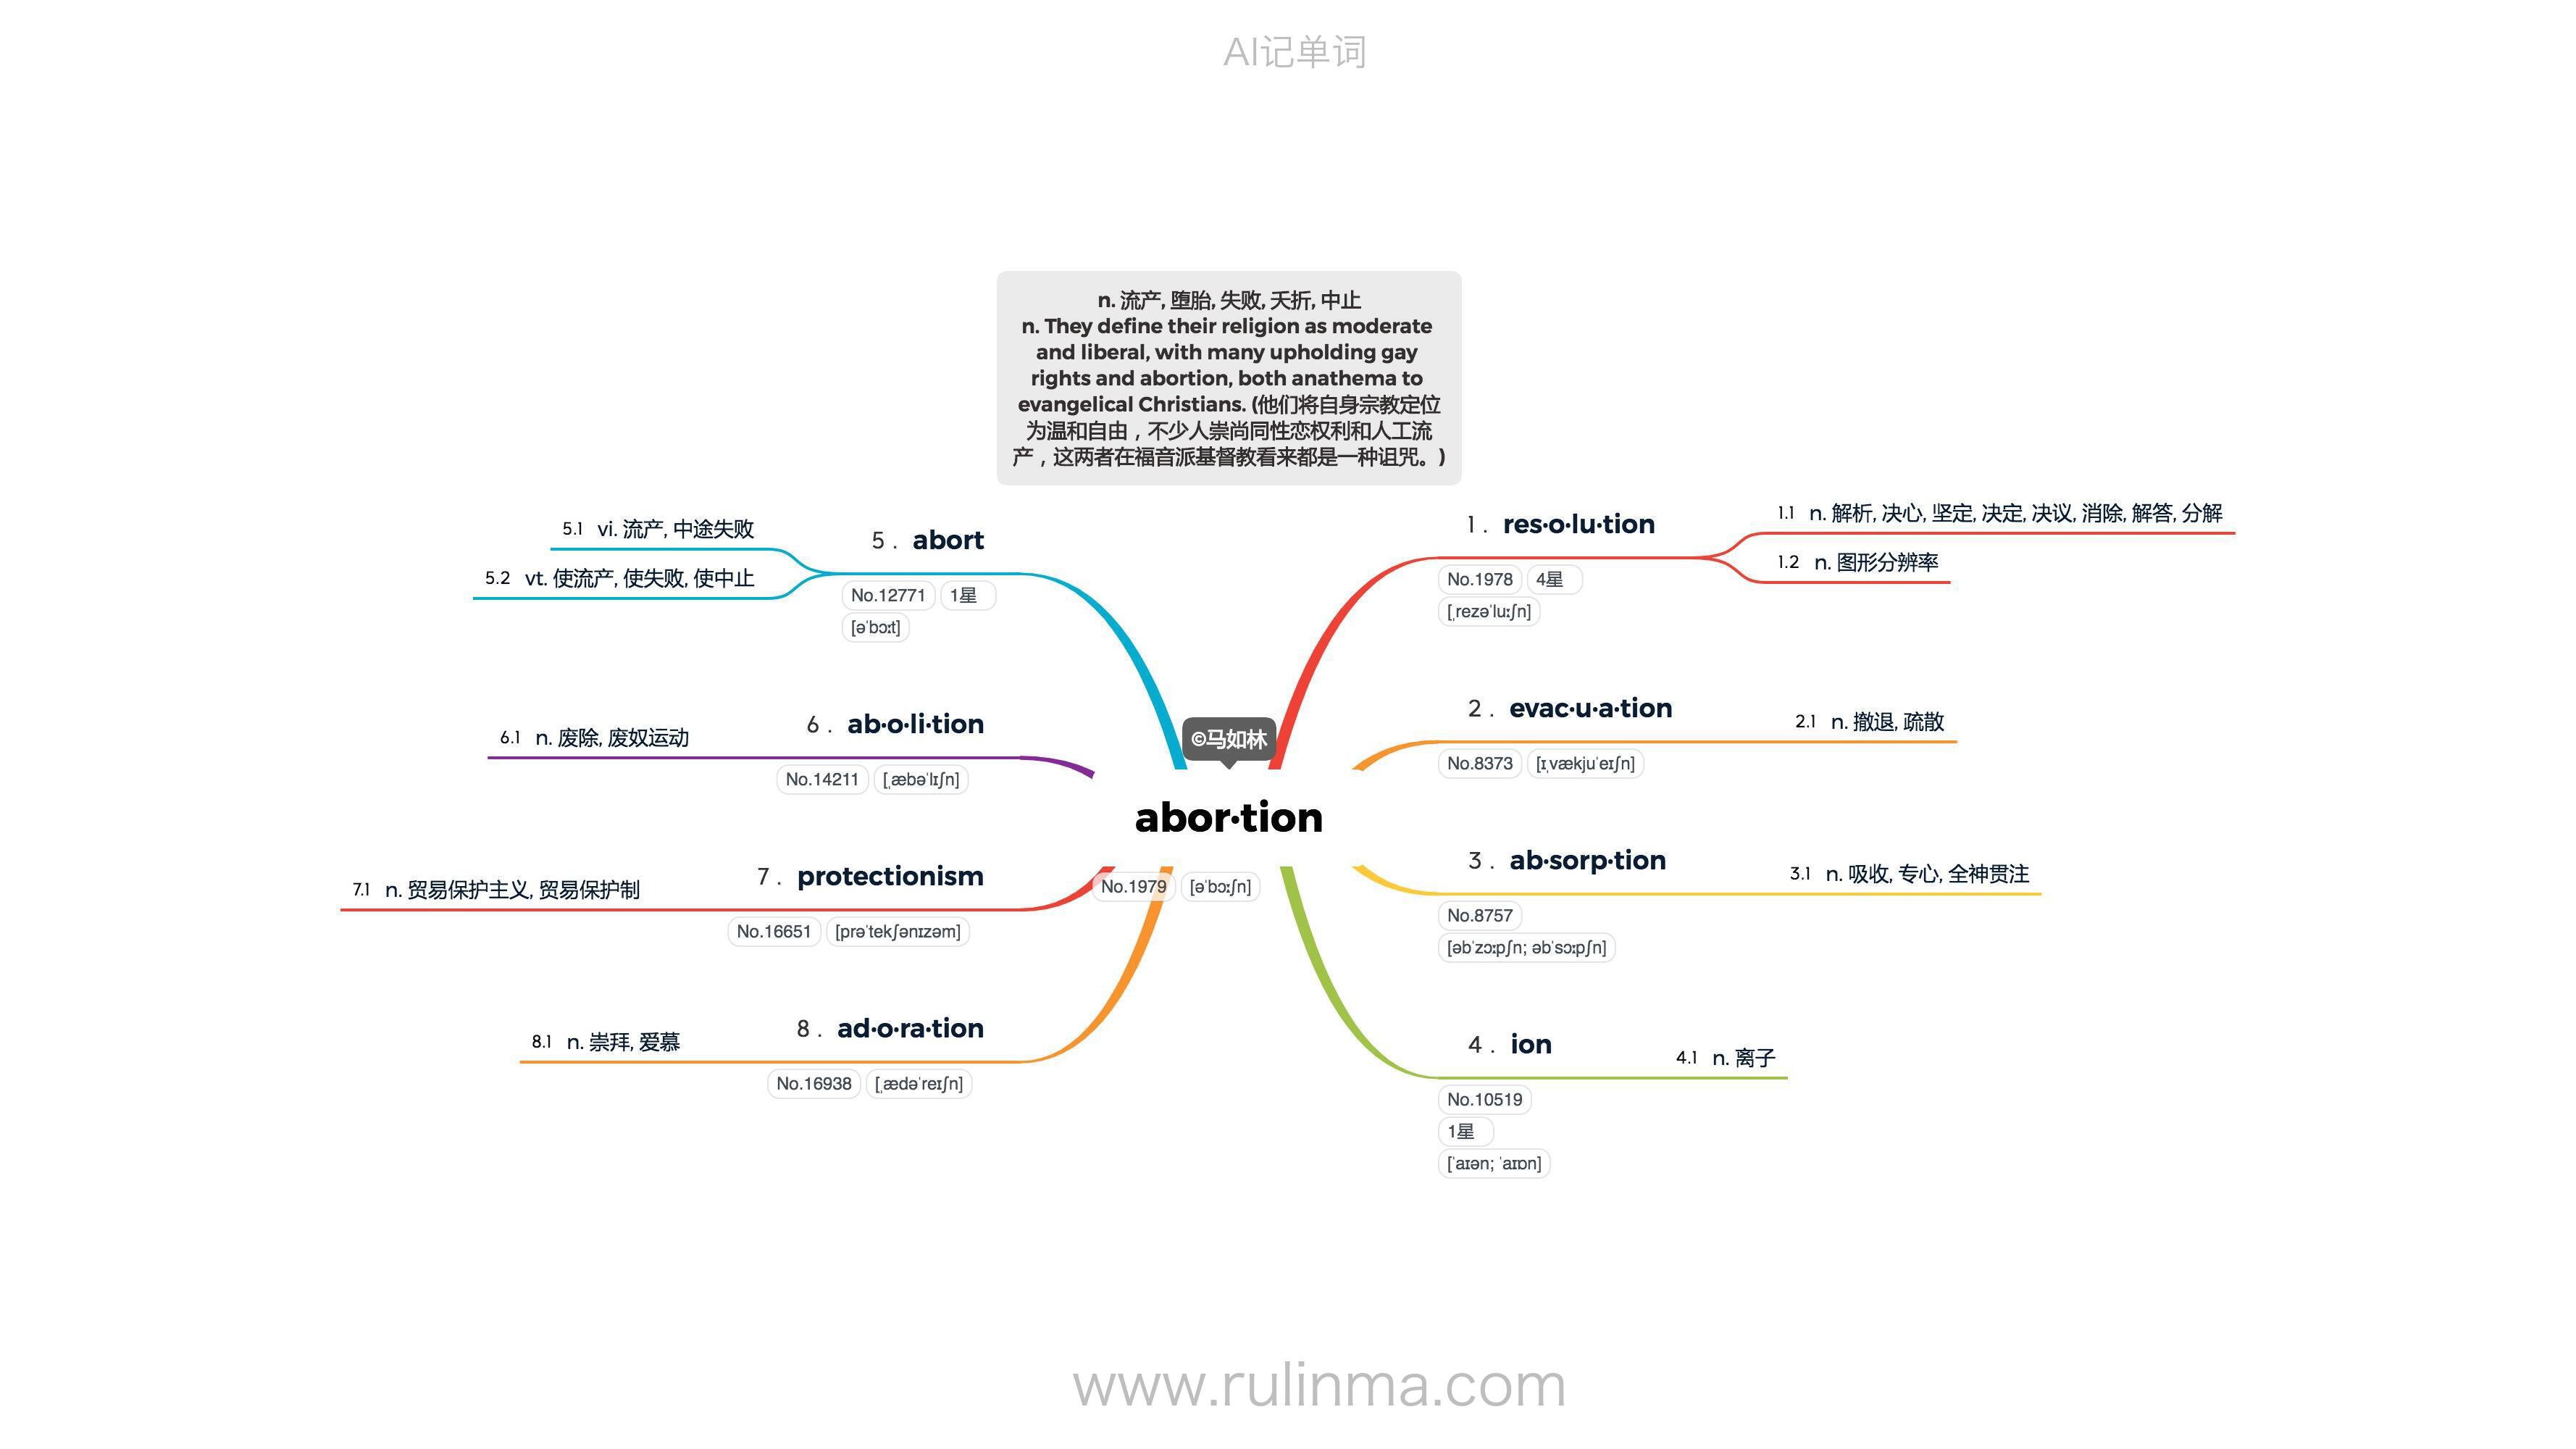 AI记单词
n. 流产, 堕胎, 失败, 夭折, 中止
n. They define their religion as moderate
and liberal, with many upholding gay
rights and abortion, both anathema to
evangelical Christians. (他们将自身宗教定位
为温和自由，不少人崇尚同性恋权利和人工流
产，这两者在福音派基督教看来都是一种诅咒。)
©马如林
abor·tion
No.1979 [əˈbɔːʃn]
1. res·o·lu·tion
No.1978 4星
[ˌrezəˈluːʃn]
1.1 n. 解析, 决心, 坚定, 决定, 决议, 消除, 解答, 分解
1.2 n. 图形分辨率
2. evac·u·a·tion
No.8373 [ɪˌvækjuˈeɪʃn]
2.1 n. 撤退, 疏散
3. ab·sorp·tion
No.8757
[əbˈzɔːpʃn; əbˈsɔːpʃn]
3.1 n. 吸收, 专心, 全神贯注
4. ion
No.10519
1星
[ˈaɪən; ˈaɪɒn]
4.1 n. 离子
5. abort
No.12771 1星
[əˈbɔːt]
5.1 vi. 流产, 中途失败
5.2 vt. 使流产, 使失败, 使中止
6. ab·o·li·tion
No.14211 [ˌæbəˈlɪʃn]
6.1 n. 废除, 废奴运动
7. protectionism
No.16651 [prəˈtekʃənɪzəm]
7.1 n. 贸易保护主义, 贸易保护制
8. ad·o·ra·tion
No.16938 [ˌædəˈreɪʃn]
8.1 n. 崇拜, 爱慕
www.rulinma.com